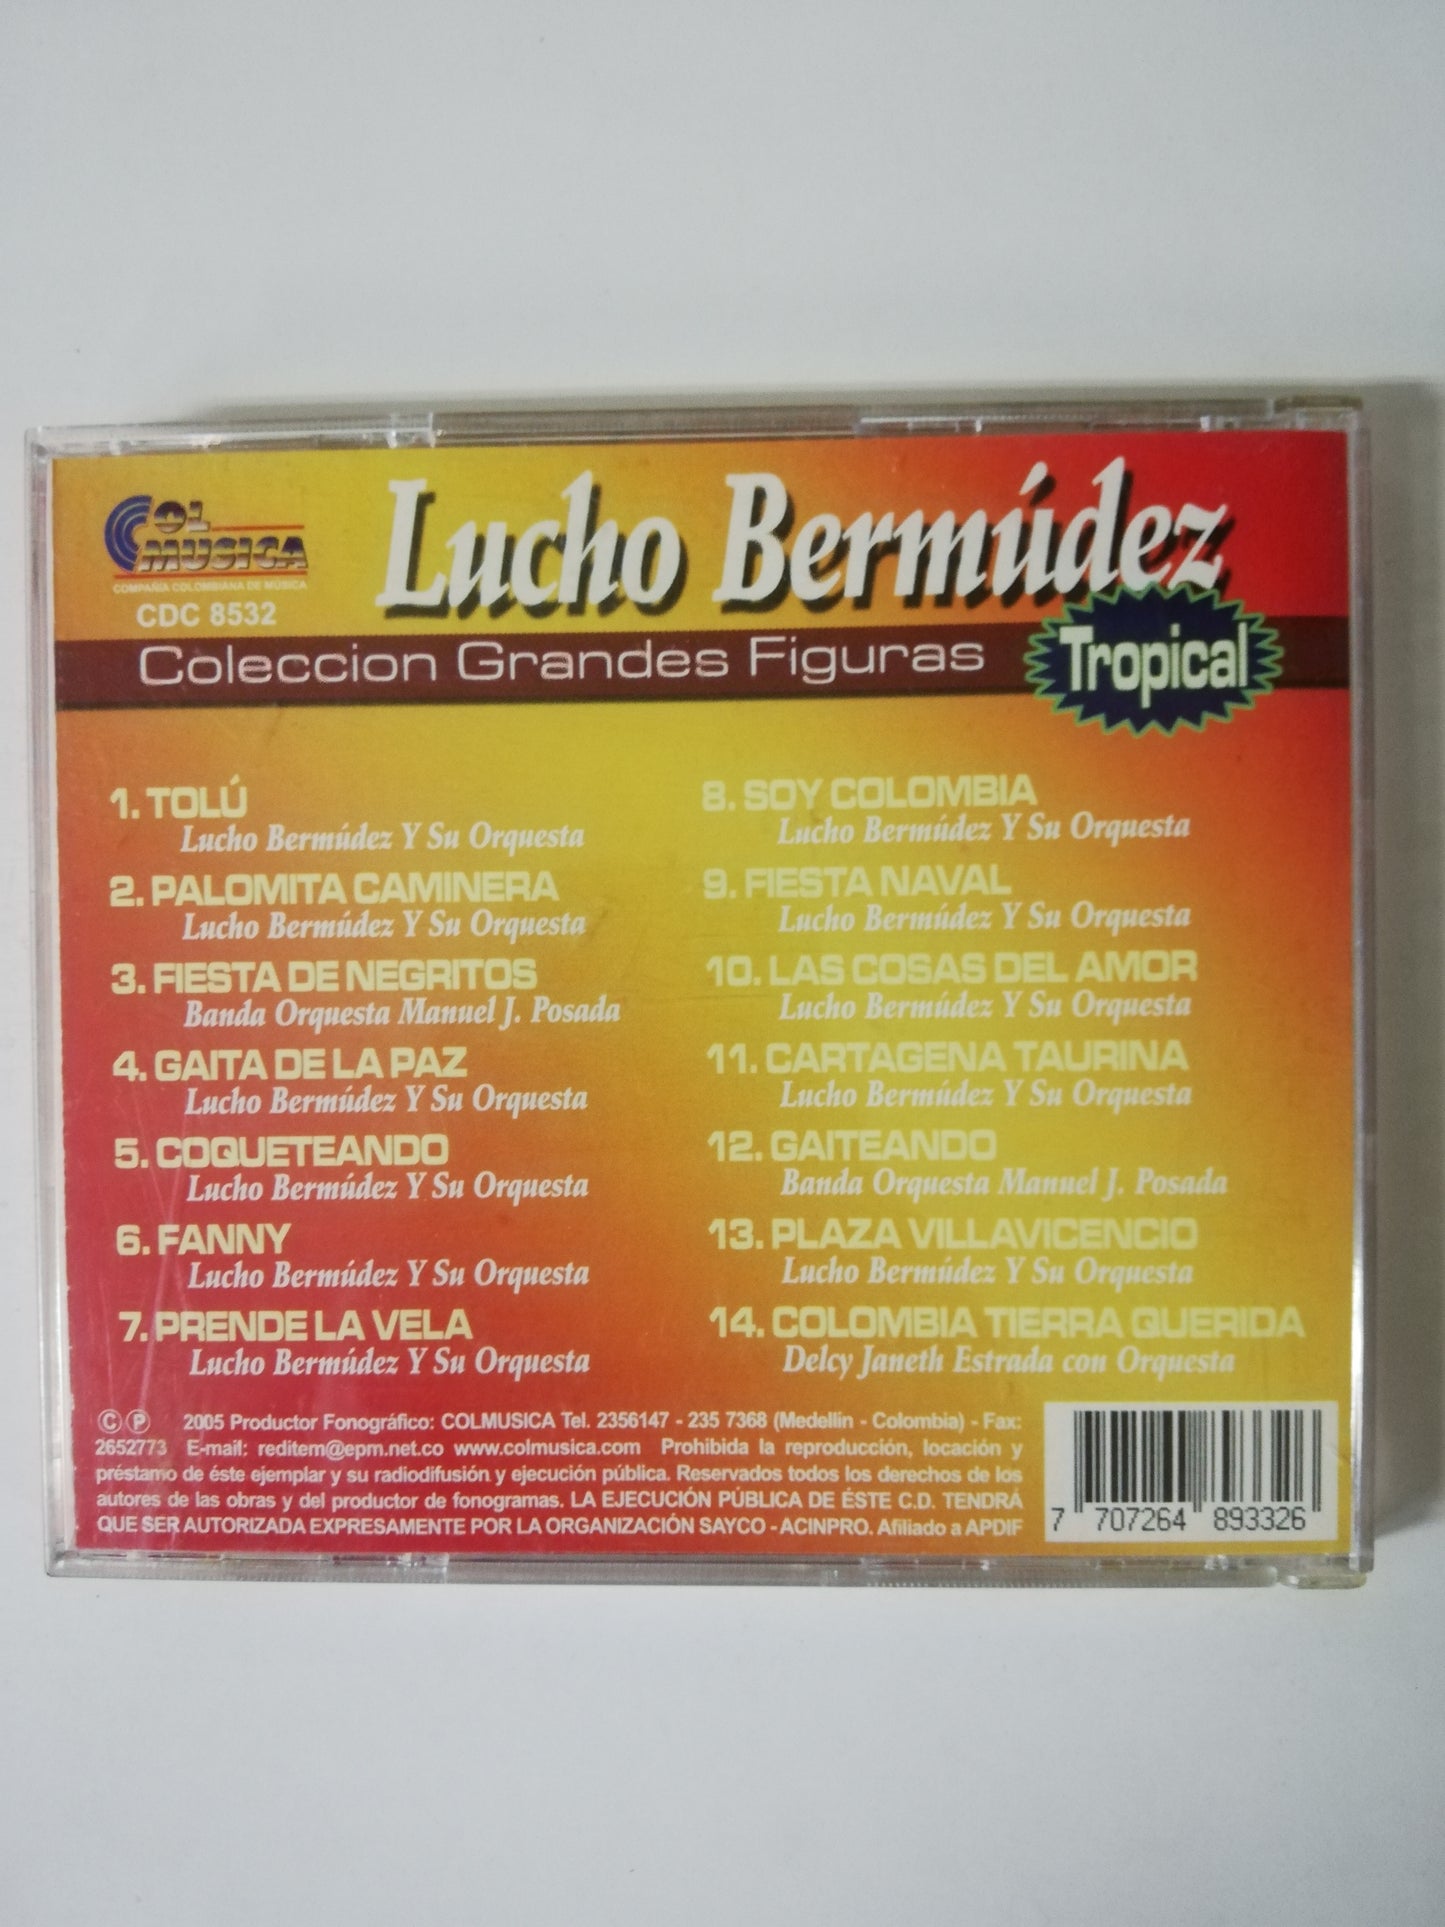 COL MUSICA
COMPAÑIA COLOMBIANA DE MÚSICA
CDC 8532
Lucho Bermúdez
Coleccion Grandes Figuras
Tropical
1. TOLÚ
Lucho Bermúdez Y Su Orquesta
2. PALOMITA CAMINERA
Lucho Bermúdez Y Su Orquesta
3. FIESTA DE NEGRITOS
Banda Orquesta Manuel J. Posada
4. GAITA DE LA PAZ
Lucho Bermúdez Y Su Orquesta
5. COQUETEANDO
Lucho Bermúdez Y Su Orquesta
6. FANNY
Lucho Bermúdez Y Su Orquesta
7. PRENDE LA VELA
Lucho Bermúdez Y Su Orquesta
8. SOY COLOMBIA
Lucho Bermúdez Y Su Orquesta
9. FIESTA NAVAL
Lucho Bermúdez Y Su Orquesta
10. LAS COSAS DEL AMOR
Lucho Bermúdez Y Su Orquesta
11. CARTAGENA TAURINA
Lucho Bermúdez Y Su Orquesta
12. GAITEANDO
Banda Orquesta Manuel J. Posada
13. PLAZA VILLAVICENCIO
Lucho Bermúdez Y Su Orquesta
14. COLOMBIA TIERRA QUERIDA
Delcy Janeth Estrada con Orquesta
Ⓒ Ⓟ 2005 Productor Fonográfico: COLMUSICA Tel. 2356147 - 235 7368 (Medellin - Colombia) - Fax:
2652773 E-mail: reditem@epm.net.co www.colmusica.com Prohibida la reproducción, locación y
préstamo de éste ejemplar y su radiodifusión y ejecución pública. Reservados todos los derechos de los
autores de las obras y del productor de fonogramas. LA EJECUCIÓN PÚBLICA DE ÉSTE C.D. TENDRÁ
QUE SER AUTORIZADA EXPRESAMENTE POR LA ORGANIZACIÓN SAYCO - ACINPRO. Afiliado a APDIF
7 707264 893326